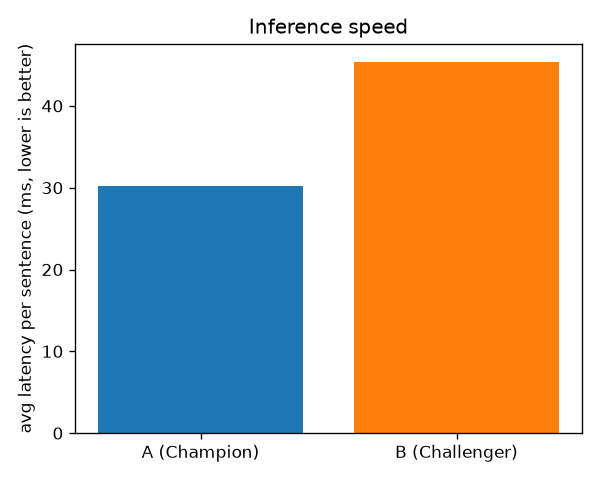 Inference speed
avg latency per sentence (ms, lower is better)
40
30
20
10
0
A (Champion)
B (Challenger)